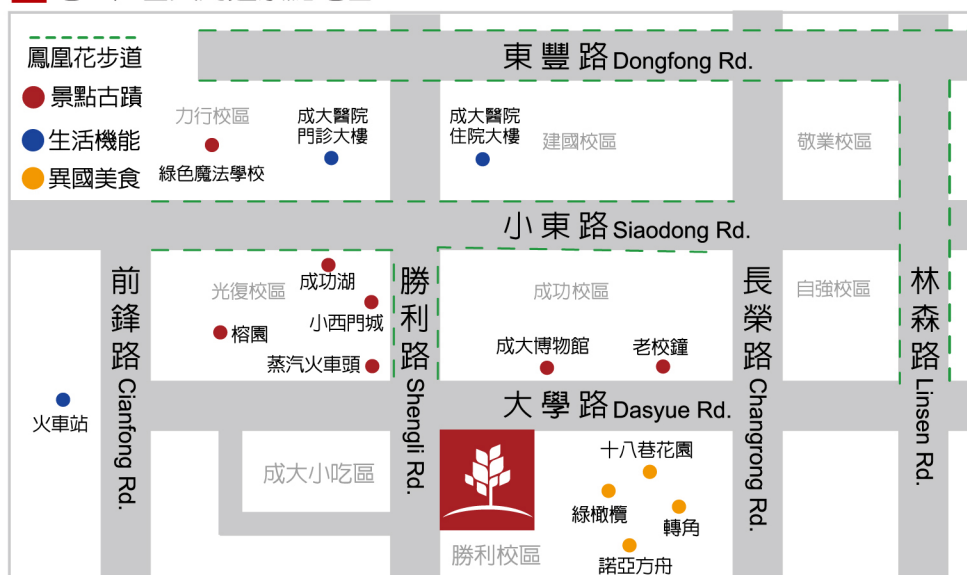 鳳凰花步道
景點古蹟
生活機能
異國美食
東豐路 Dongfong Rd.
力行校區
綠色魔法學校
成大醫院
門診大樓
成大醫院
住院大樓
建國校區
敬業校區
小東路 Siaodong Rd.
前鋒路 Cianfong Rd.
光復校區
成功湖
小西門城
榕園
蒸汽火車頭
勝利路 Shengli Rd.
成功校區
成大博物館
老校鐘
長榮路 Changrong Rd.
自強校區
林森路 Linsen Rd.
火車站
大學路 Dasyue Rd.
成大小吃區
勝利校區
十八巷花園
綠橄欖
轉角
諾亞方舟